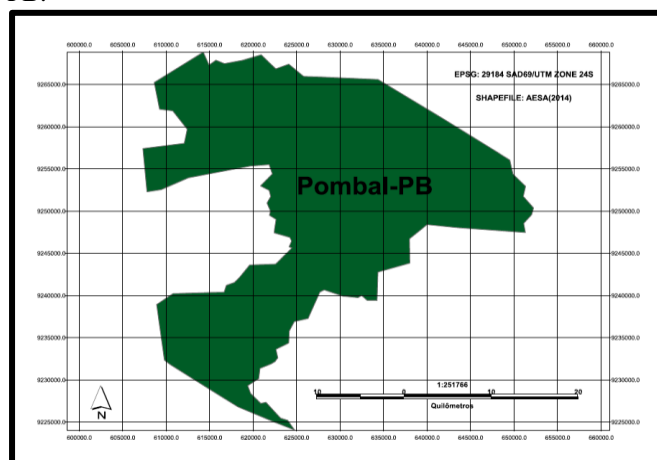 600000.0 605000.0 610000.0 615000.0 620000.0 625000.0 630000.0 635000.0 640000.0 645000.0 650000.0 655000.0 660000.0
EPSG: 29184 SAD69/UTM ZONE 24S
9265000.0 9265000.0
SHAPEFILE: AESA(2014)
9260000.0 9260000.0
9255000.0 9255000.0
Pombal-PB
9250000.0 9250000.0
9245000.0 9245000.0
9240000.0 9240000.0
9235000.0 9235000.0
9230000.0 9230000.0
1:251766
10 0 10 20
Quilômetros
N
9225000.0 9225000.0
600000.0 605000.0 610000.0 615000.0 620000.0 625000.0 630000.0 635000.0 640000.0 645000.0 650000.0 655000.0 660000.0